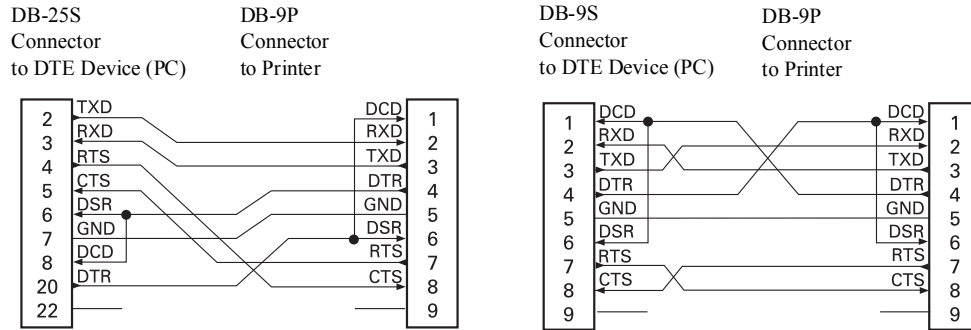 DB-25S
Connector
to DTE Device (PC)
DB-9P
Connector
to Printer
2 TXD DCD 1
3 RXD RXD 2
4 RTS TXD 3
5 CTS DTR 4
6 DSR GND 5
7 GND DSR 6
8 DCD RTS 7
20 DTR CTS 8
22 9
DB-9S
Connector
to DTE Device (PC)
DB-9P
Connector
to Printer
1 DCD DCD 1
2 RXD RXD 2
3 TXD TXD 3
4 DTR DTR 4
5 GND GND 5
6 DSR DSR 6
7 RTS RTS 7
8 CTS CTS 8
9 9